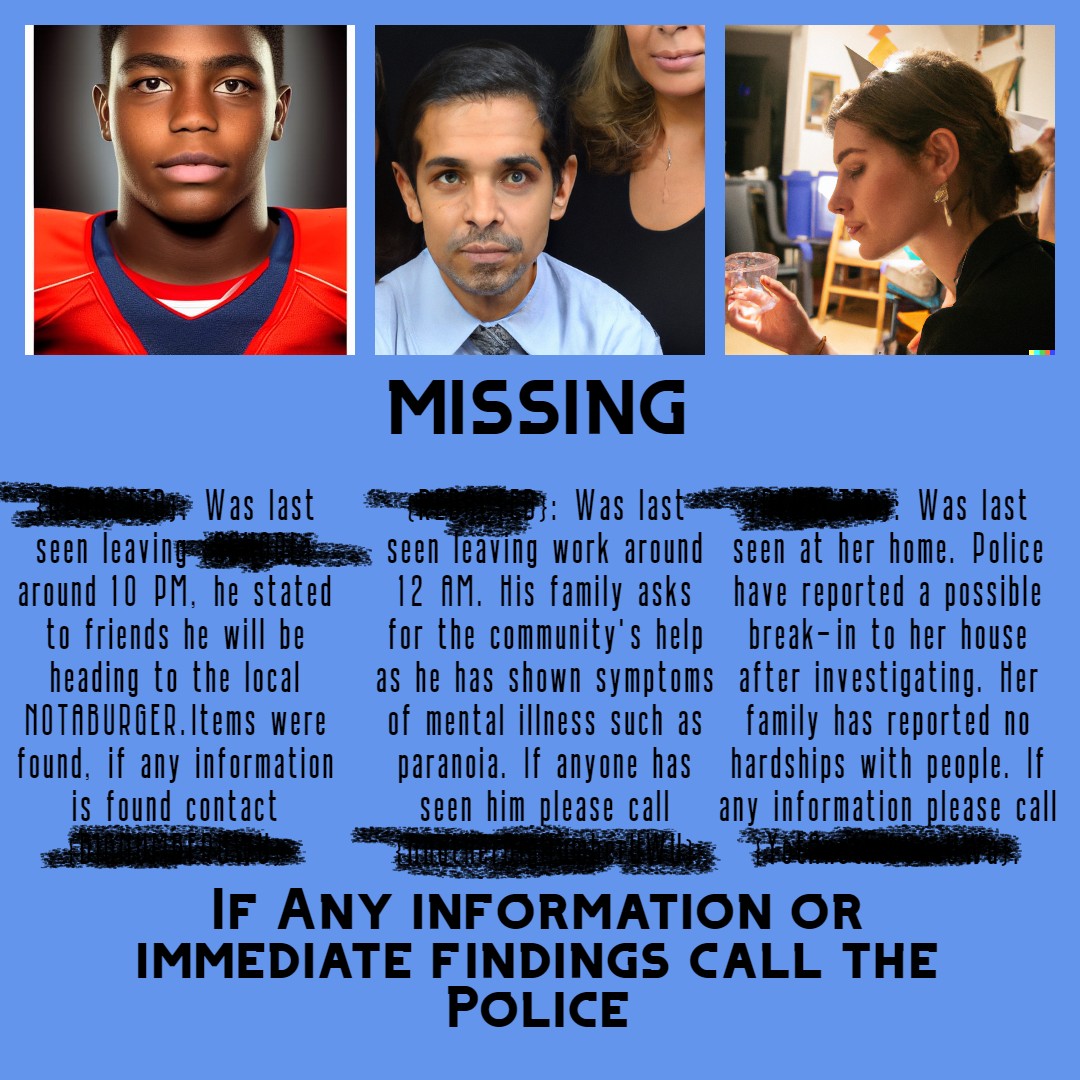 MISSING
: Was last
seen leaving
around 10 PM, he stated
to friends he will be
heading to the local
NOTABURGER.Items were
found, if any information
is found contact
: Was last
seen leaving work around
12 AM. His family asks
for the community's help
as he has shown symptoms
of mental illness such as
paranoia. If anyone has
seen him please call
: Was last
seen at her home. Police
have reported a possible
break-in to her house
after investigating. Her
family has reported no
hardships with people. If
any information please call
If Any information or
immediate findings call the
Police